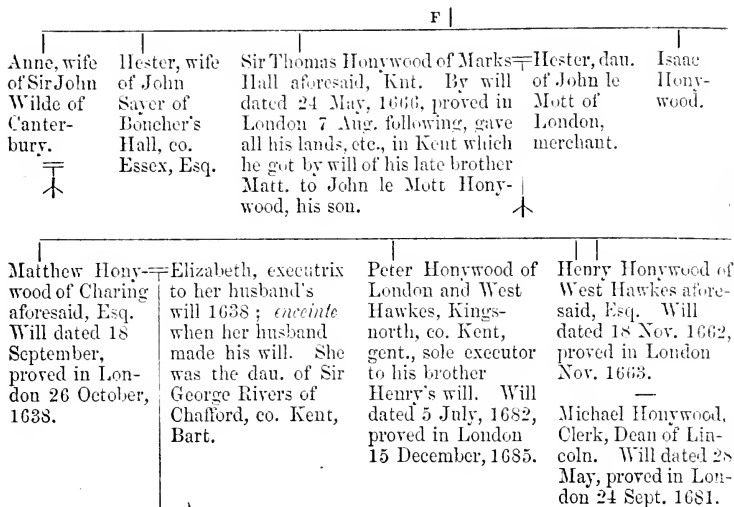 F
Anne, wife
of Sir John
Wilde of
Canter-
bury.
Hester, wife
of John
Sayer of
Boucher's
Hall, co.
Essex, Esq.
Sir Thomas Honywood of Marks
Hall aforesaid, Knt. By will
dated 24 May, 1666, proved in
London 7 Aug. following, gave
all his lands, etc., in Kent which
he got by will of his late brother
Matt. to John le Mott Hony-
wood, his son.
Hester, dau.
of John le
Mott of
London,
merchant.
Isaac
Hony-
wood.
Matthew Hony-
wood of Charing
aforesaid, Esq.
Will dated 18
September,
proved in Lon-
don 26 October,
1638.
Elizabeth, executrix
to her husband's
will 1638; enceinte
when her husband
made his will. She
was the dau. of Sir
George Rivers of
Chafford, co. Kent,
Bart.
Peter Honywood of
London and West
Hawkes, Kings-
north, co. Kent,
gent., sole executor
to his brother
Henry's will. Will
dated 5 July, 1682,
proved in London
15 December, 1685.
Henry Honywood of
West Hawkes afore-
said, Esq. Will
dated 18 Nov. 1662,
proved in London
Nov. 1663.
Michael Honywood,
Clerk, Dean of Lin-
coln. Will dated 28
May, proved in Lon-
don 24 Sept. 1681.